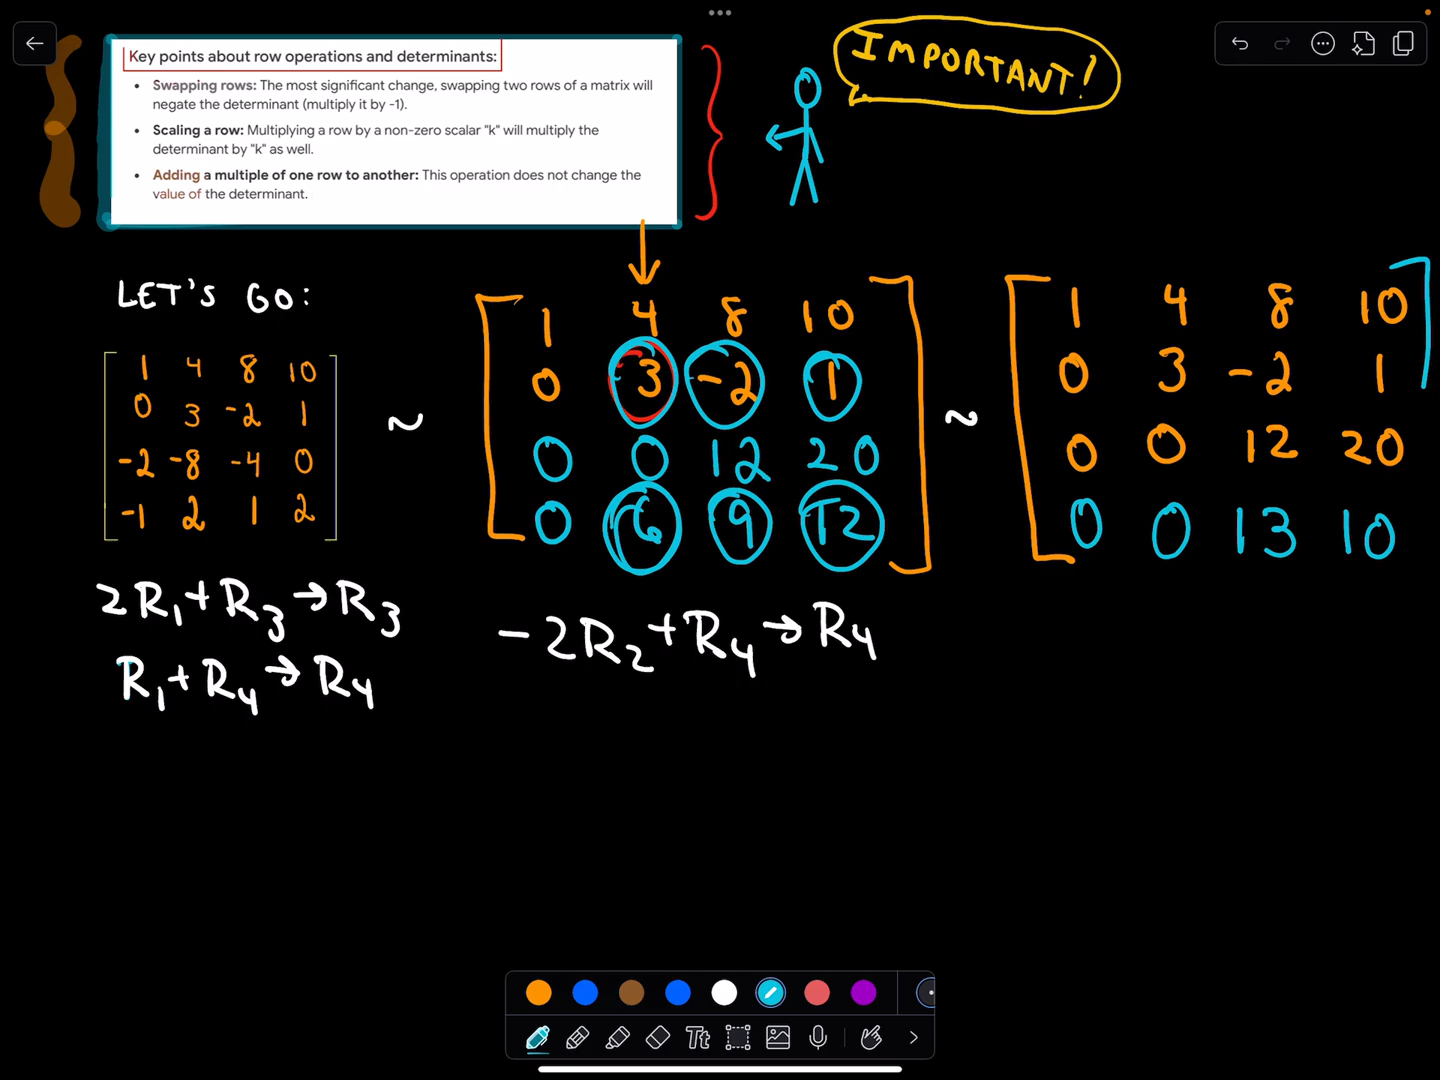 IMPORTANT!
Key points about row operations and determinants:
• Swapping rows: The most significant change, swapping two rows of a matrix will
negate the determinant (multiply it by -1).
• Scaling a row: Multiplying a row by a non-zero scalar "k" will multiply the
determinant by "k" as well.
• Adding a multiple of one row to another: This operation does not change the
value of the determinant.
LET'S GO:
1 4 8 10
0 3 -2 1
-2 -8 -4 0
-1 2 1 2
~
1 4 8 10
0 3 -2 1
0 0 12 20
0 6 9 12
~
1 4 8 10
0 3 -2 1
0 0 12 20
0 0 13 10
2R₁+R₃→R₃
R₁+R₄→R₄
-2R₂+R₄→R₄
Tt